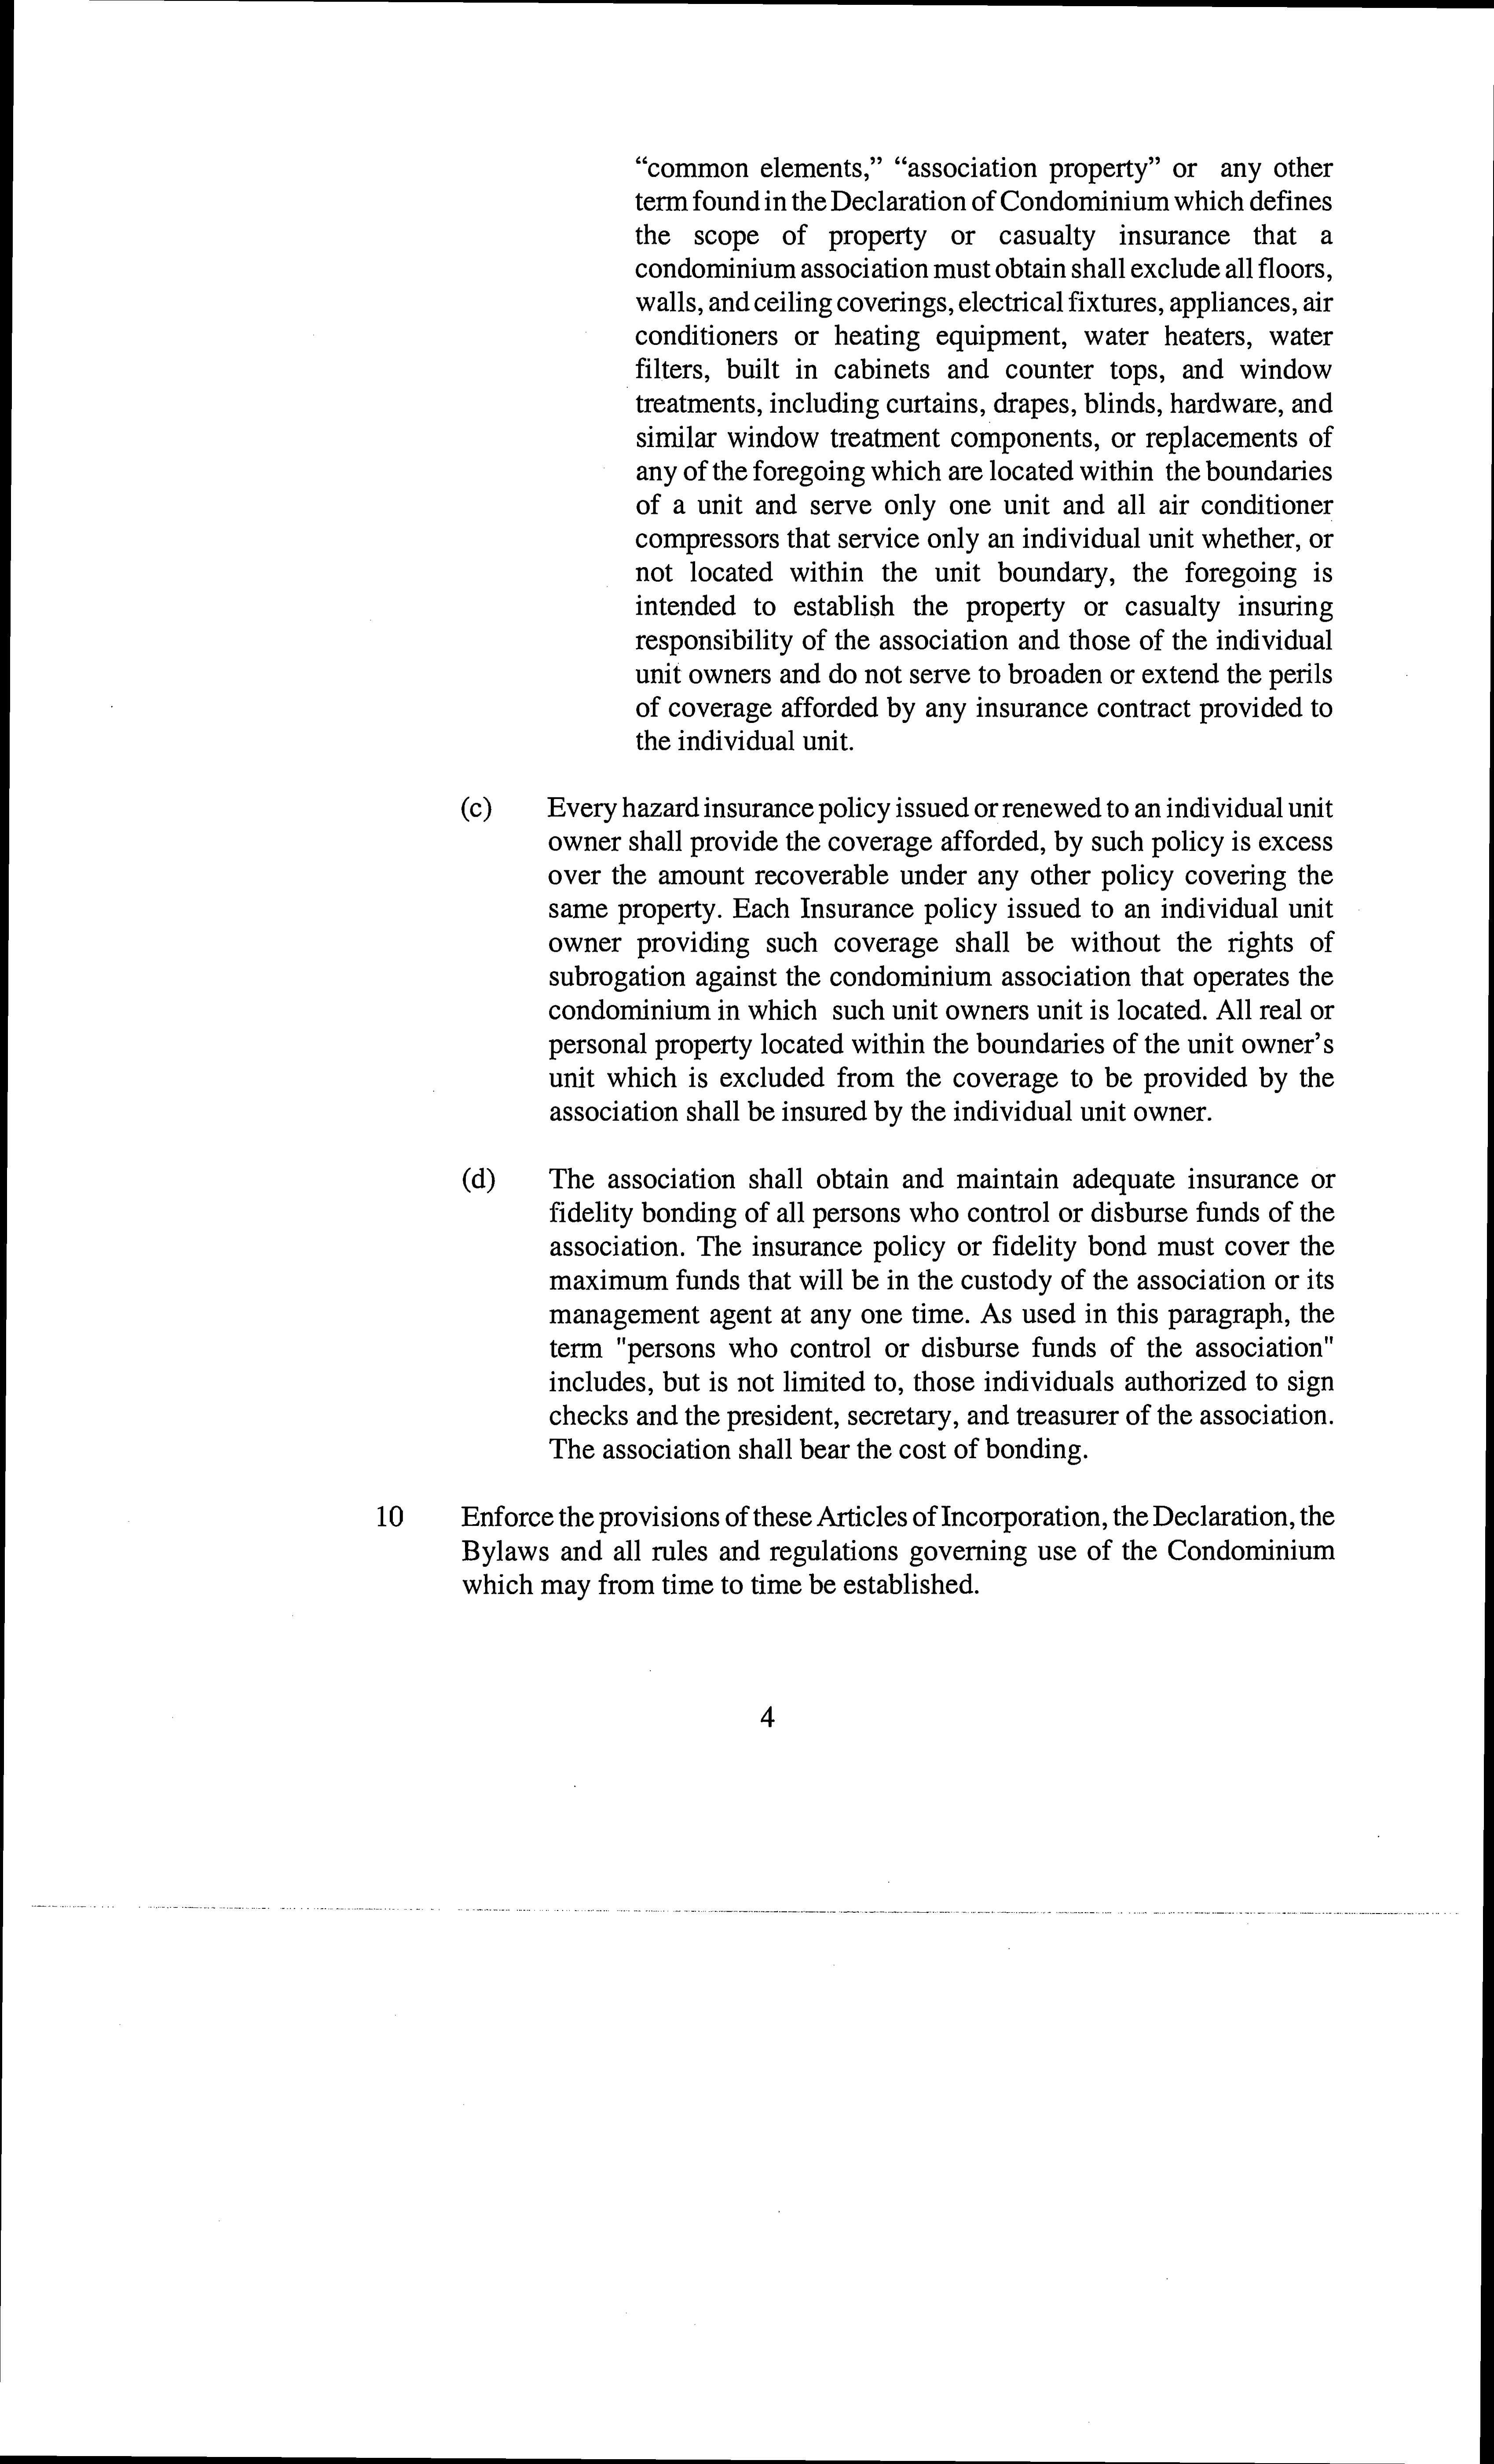 “common elements,” “association property” or any other
term found in the Declaration of Condominium which defines
the scope of property or casualty insurance that a
condominium association must obtain shall exclude all floors,
walls, and ceiling coverings, electrical fixtures, appliances, air
conditioners or heating equipment, water heaters, water
filters, built in cabinets and counter tops, and window
treatments, including curtains, drapes, blinds, hardware, and
similar window treatment components, or replacements of
any of the foregoing which are located within the boundaries
of a unit and serve only one unit and all air conditioner
compressors that service only an individual unit whether, or
not located within the unit boundary, the foregoing is
intended to establish the property or casualty insuring
responsibility of the association and those of the individual
unit owners and do not serve to broaden or extend the perils
of coverage afforded by any insurance contract provided to
the individual unit.
(c) Every hazard insurance policy issued or renewed to an individual unit
owner shall provide the coverage afforded, by such policy is excess
over the amount recoverable under any other policy covering the
same property. Each Insurance policy issued to an individual unit
owner providing such coverage shall be without the rights of
subrogation against the condominium association that operates the
condominium in which such unit owners unit is located. All real or
personal property located within the boundaries of the unit owner’s
unit which is excluded from the coverage to be provided by the
association shall be insured by the individual unit owner.
(d) The association shall obtain and maintain adequate insurance or
fidelity bonding of all persons who control or disburse funds of the
association. The insurance policy or fidelity bond must cover the
maximum funds that will be in the custody of the association or its
management agent at any one time. As used in this paragraph, the
term "persons who control or disburse funds of the association"
includes, but is not limited to, those individuals authorized to sign
checks and the president, secretary, and treasurer of the association.
The association shall bear the cost of bonding.
10 Enforce the provisions of these Articles of Incorporation, the Declaration, the
Bylaws and all rules and regulations governing use of the Condominium
which may from time to time be established.
4